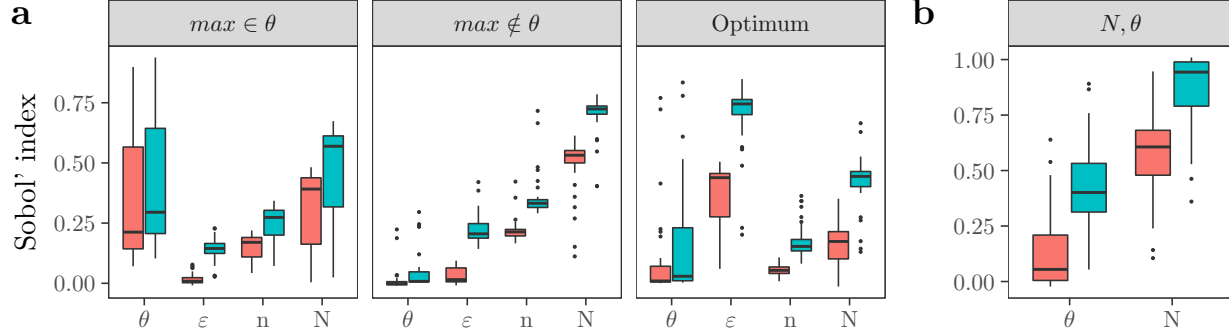 a
max ∈ θ
max ∉ θ
Optimum
b
N, θ
Sobol' index
0.75
0.50
0.25
0.00
1.00
0.75
0.50
0.25
0.00
θ ε n N
θ ε n N
θ ε n N
θ N